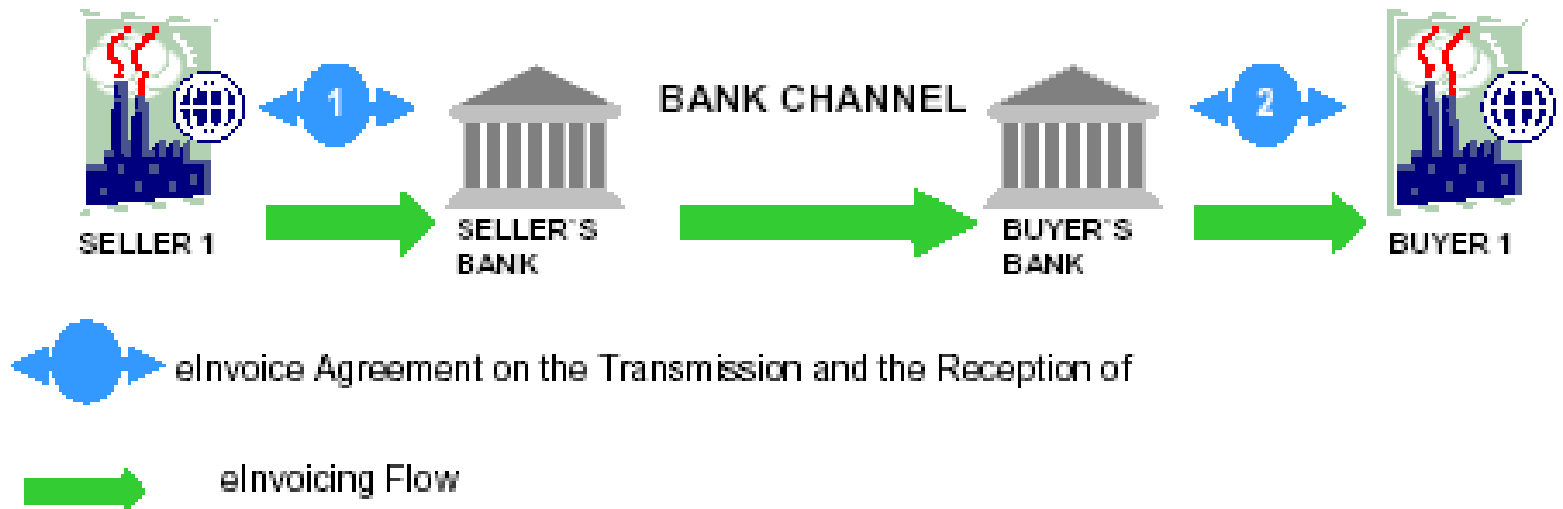 1
BANK CHANNEL
2
SELLER 1
SELLER`S
BANK
BUYER`S
BANK
BUYER 1
eInvoice Agreement on the Transmission and the Reception of
eInvoicing Flow